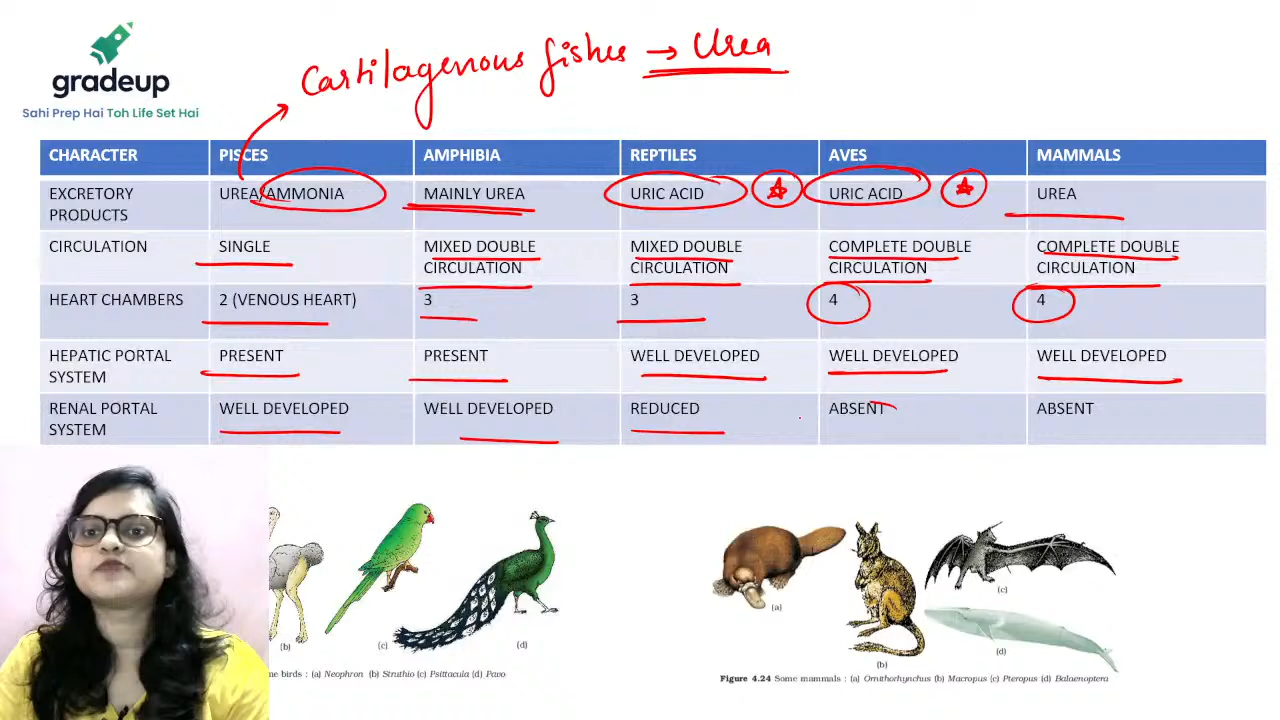 Cartilagenous fishes → Urea
gradeup
Sahi Prep Hai Toh Life Set Hai
CHARACTER PISCES AMPHIBIA REPTILES AVES MAMMALS
EXCRETORY PRODUCTS UREA/AMMONIA MAINLY UREA URIC ACID URIC ACID UREA
CIRCULATION SINGLE MIXED DOUBLE CIRCULATION MIXED DOUBLE CIRCULATION COMPLETE DOUBLE CIRCULATION COMPLETE DOUBLE CIRCULATION
HEART CHAMBERS 2 (VENOUS HEART) 3 3 4 4
HEPATIC PORTAL SYSTEM PRESENT PRESENT WELL DEVELOPED WELL DEVELOPED WELL DEVELOPED
RENAL PORTAL SYSTEM WELL DEVELOPED WELL DEVELOPED REDUCED ABSENT ABSENT
(b) (c) (d)
birds : (a) Neophron (b) Struthio (c) Psittacula (d) Pavo
(a) (b) (c) (d)
Figure 4.24 Some mammals : (a) Ornithorhynchus (b) Macropus (c) Pteropus (d) Balaenoptera